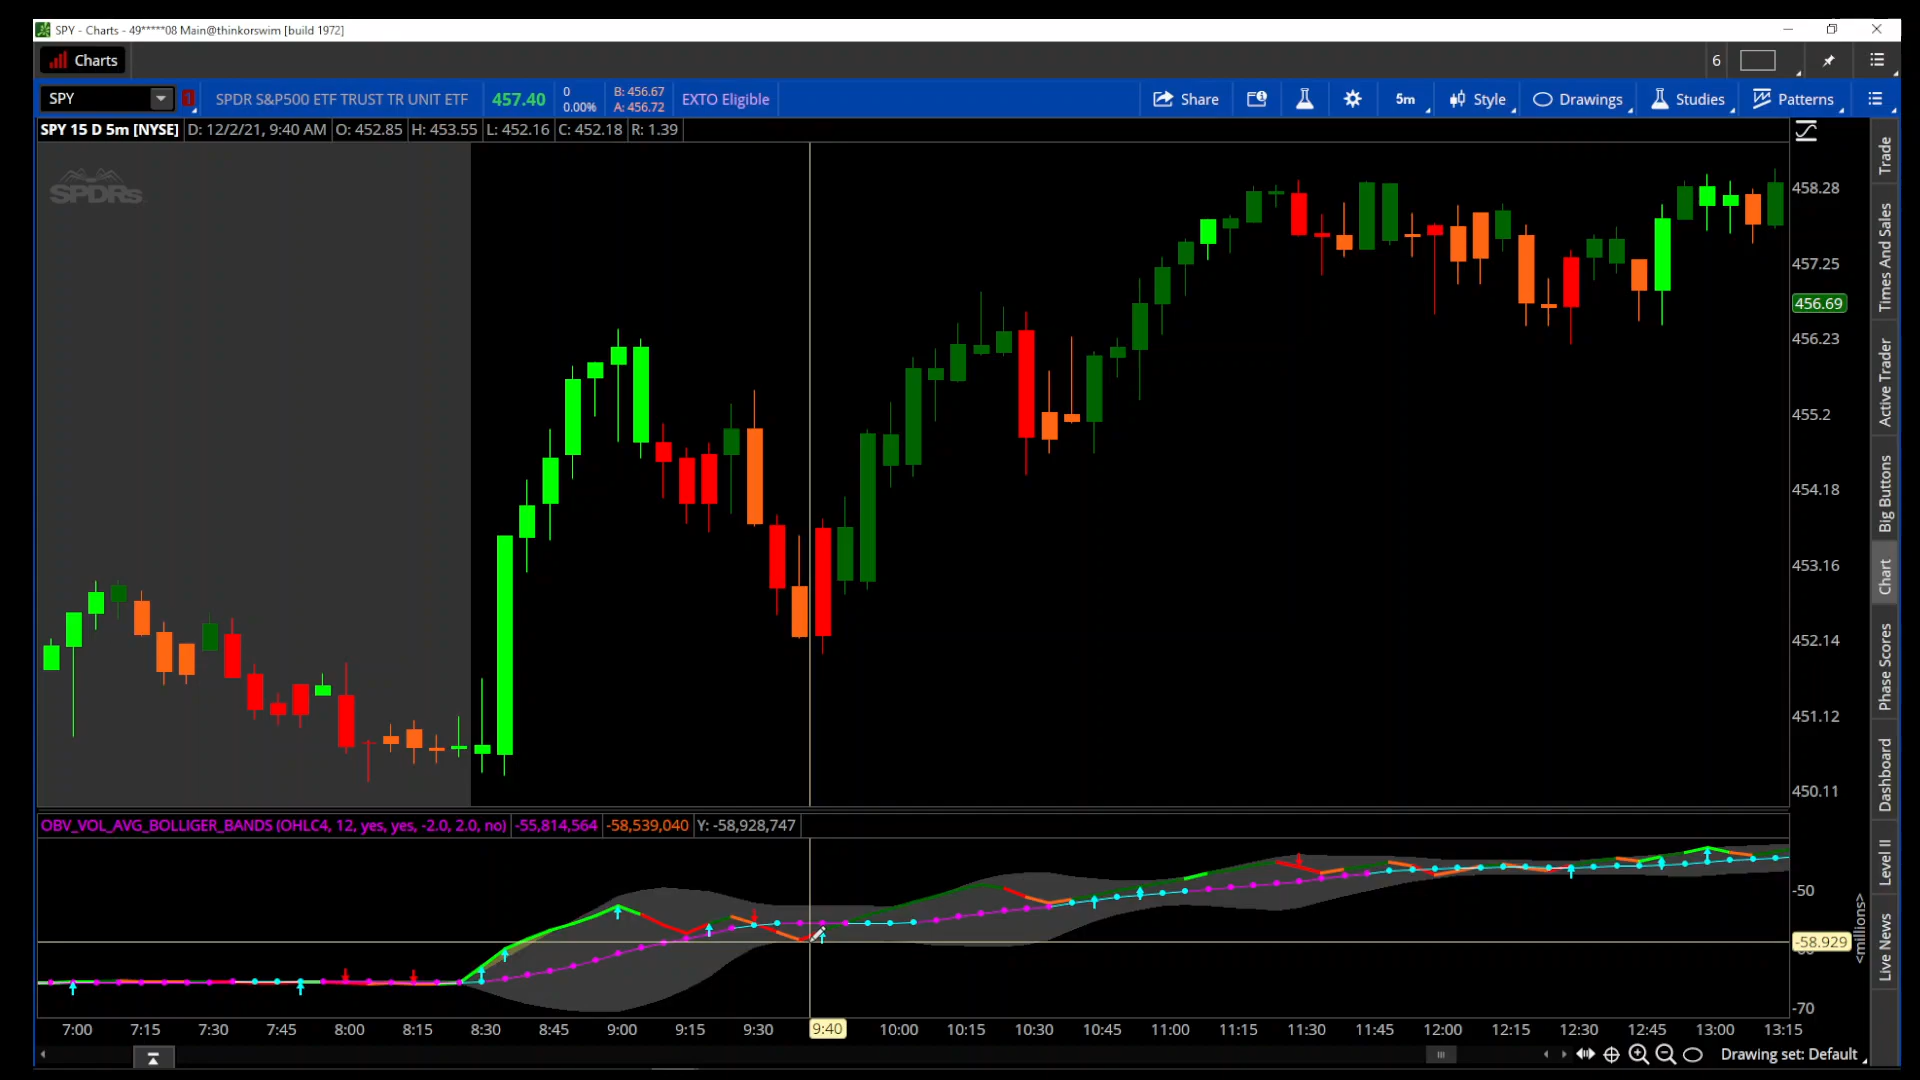 SPY - Charts - 49*****08 Main@thinkorswim [build 1972]
Charts
6
SPY
1
SPDR S&P500 ETF TRUST TR UNIT ETF
457.40
0
0.00%
B: 456.67
A: 456.72
EXTO Eligible
Share
5m
Style
Drawings
Studies
Patterns
SPY 15 D 5m [NYSE] D: 12/2/21, 9:40 AM O: 452.85 H: 453.55 L: 452.16 C: 452.18 R: 1.39
SPDRs
458.28
457.25
456.69
456.23
455.2
454.18
453.16
452.14
451.12
450.11
OBV_VOL_AVG_BOLLIGER_BANDS (OHLC4, 12, yes, yes, -2.0, 2.0, no) -55,814,564 -58,539,040 Y: -58,928,747
-50
-58.929
-70
<millions>
7:00 7:15 7:30 7:45 8:00 8:15 8:30 8:45 9:00 9:15 9:30 9:40 10:00 10:15 10:30 10:45 11:00 11:15 11:30 11:45 12:00 12:15 12:30 12:45 13:00 13:15
Drawing set: Default
Trade
Times And Sales
Active Trader
Big Buttons
Chart
Phase Scores
Dashboard
Level II
Live News